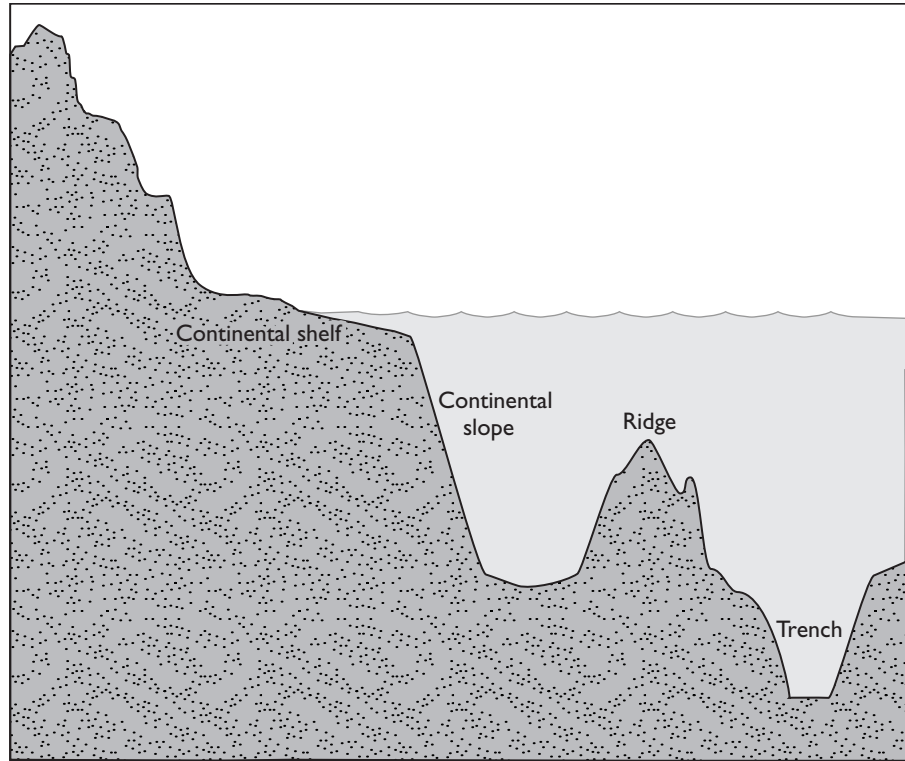 Continental shelf
Continental
slope
Ridge
Trench